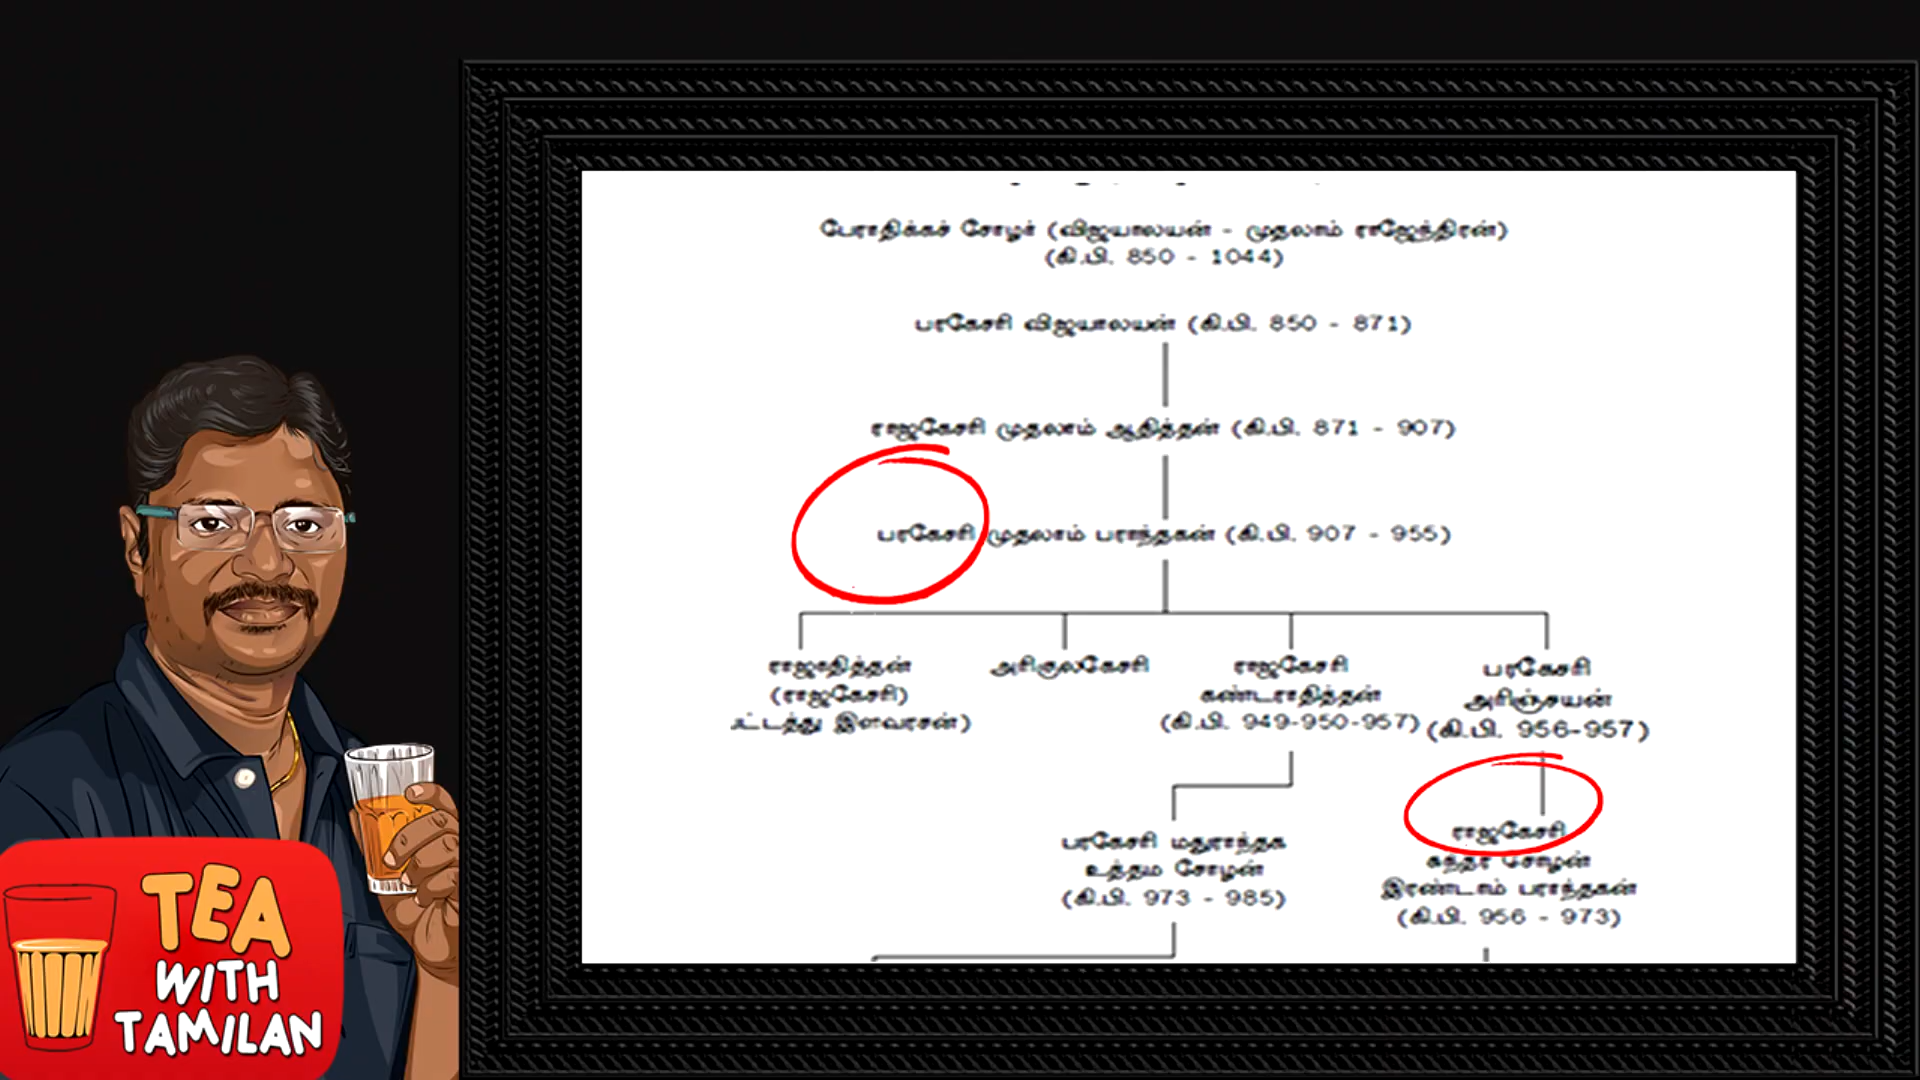 பேராதிக்கச் சோழர் (விஜயாலயன் - முதலாம் ராஜேந்திரன்)
(கி.பி. 850 - 1044)
பரகேசரி விஜயாலயன் (கி.பி. 850 - 871)
ராஜகேசரி முதலாம் ஆதித்தன் (கி.பி. 871 - 907)
பரகேசரி முதலாம் பராந்தகன் (கி.பி. 907 - 955)
ராஜாதித்தன்
(ராஜகேசரி)
பட்டத்து இளவரசன்)
அரிகுலகேசரி
ராஜகேசரி
கண்டராதித்தன்
(கி.பி. 949-950-957)
பரகேசரி
அரிஞ்சயன்
(கி.பி. 956-957)
பரகேசரி மதுராந்தக
உத்தம சோழன்
(கி.பி. 973 - 985)
ராஜகேசரி
சுந்தர சோழன்
இரண்டாம் பராந்தகன்
(கி.பி. 956 - 973)
TEA
WITH
TAMILAN